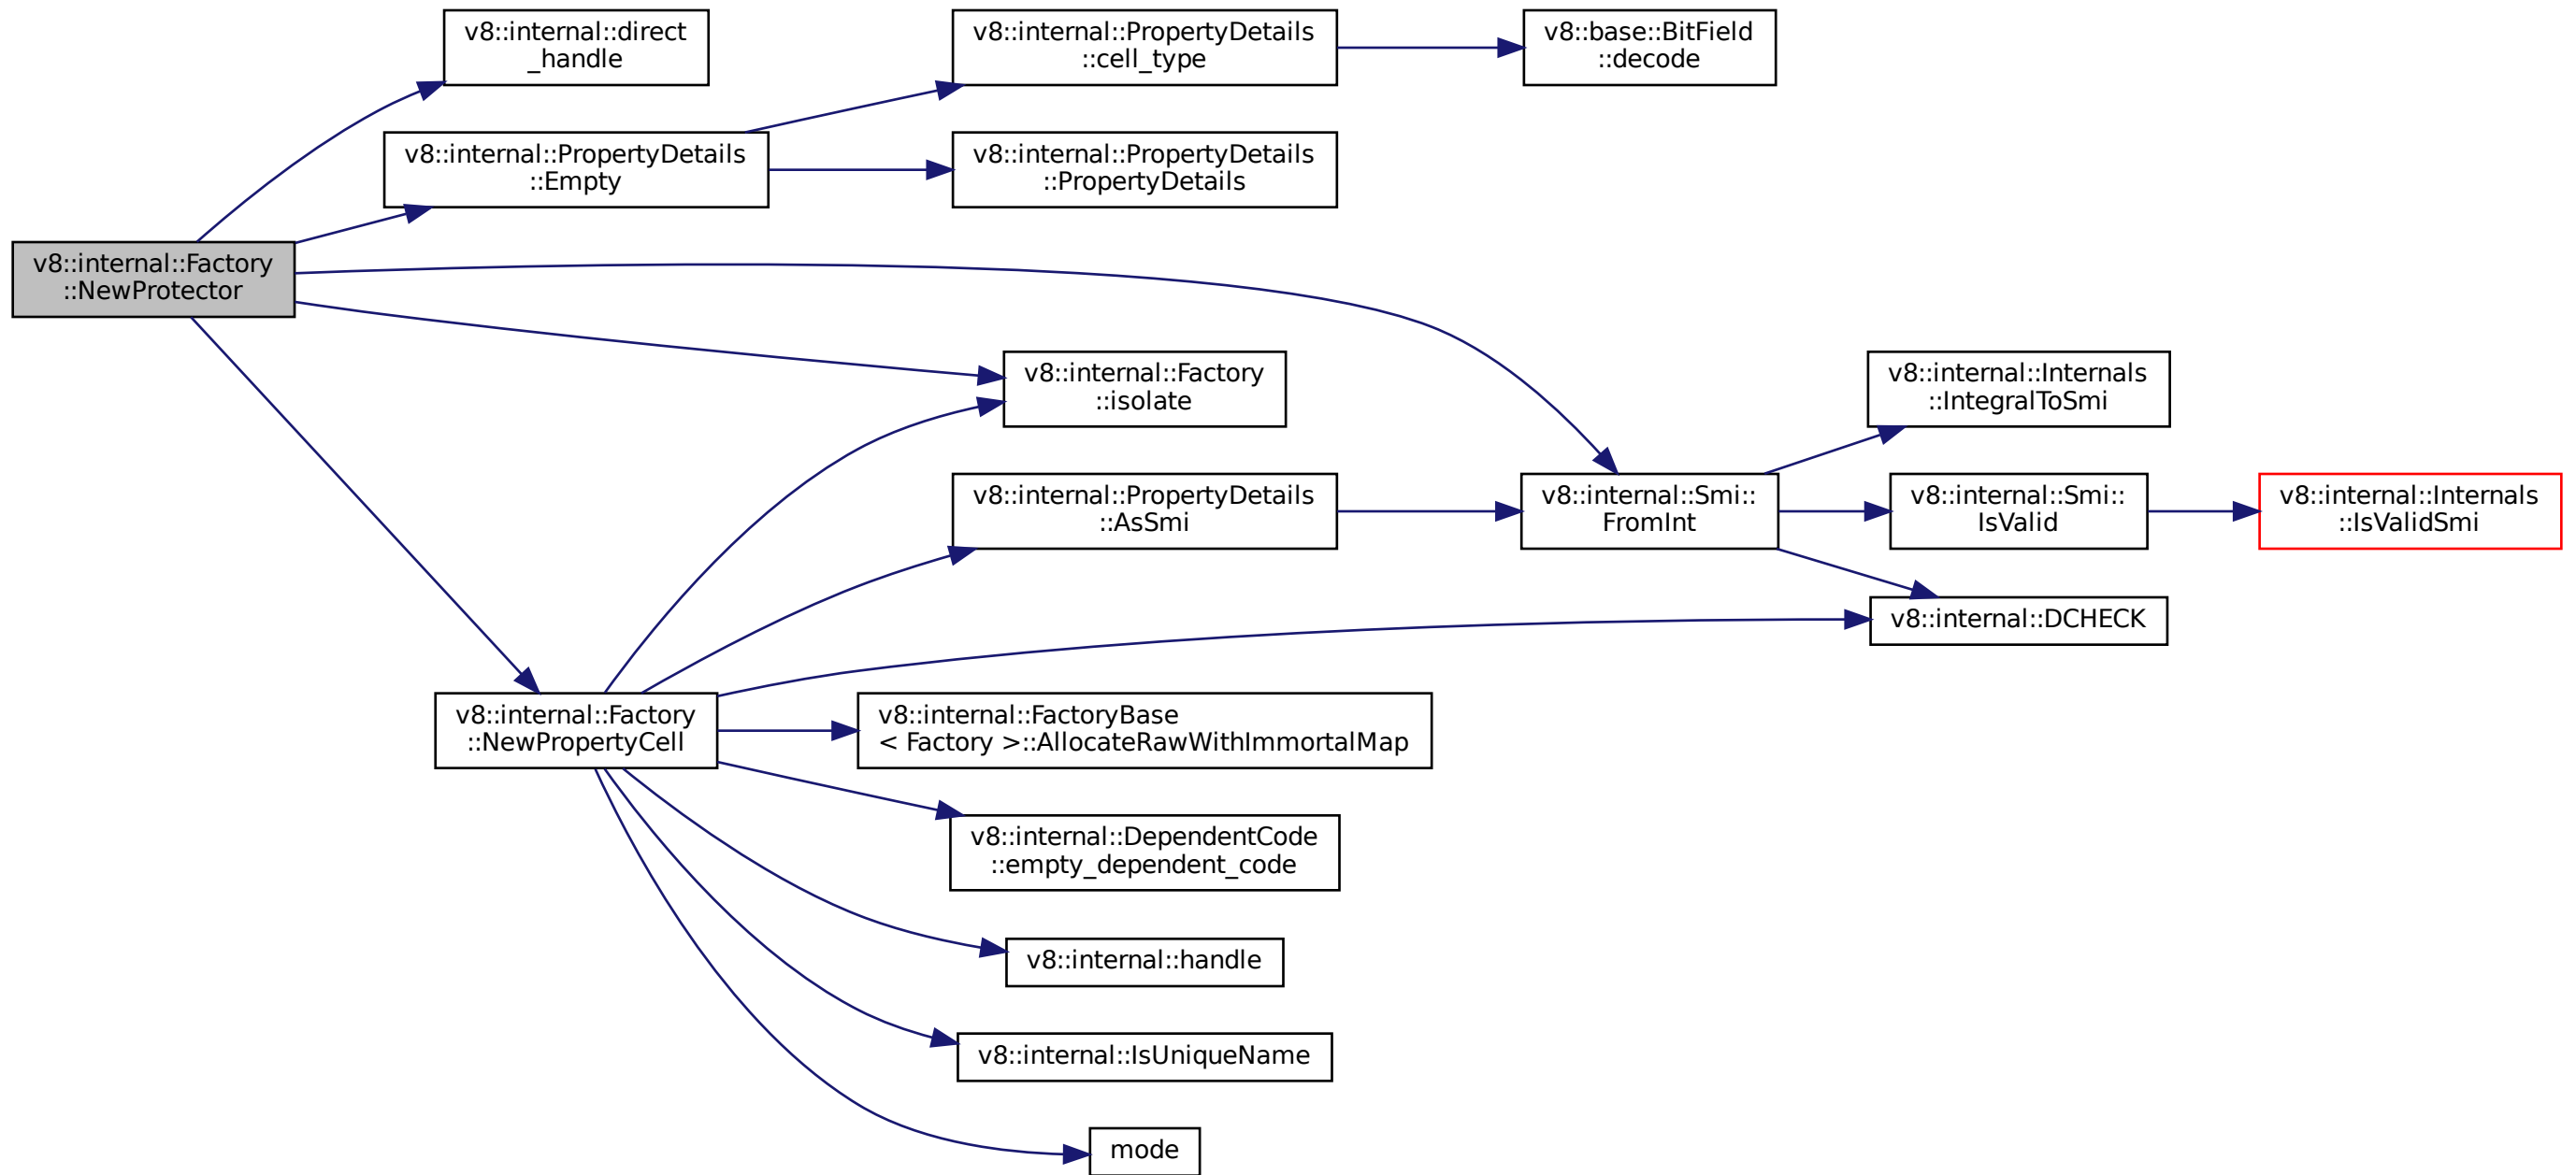 v8::internal::direct
_handle
v8::internal::PropertyDetails
::cell_type
v8::base::BitField
::decode
v8::internal::PropertyDetails
::Empty
v8::internal::PropertyDetails
::PropertyDetails
v8::internal::Factory
::NewProtector
v8::internal::Factory
::isolate
v8::internal::Internals
::IntegralToSmi
v8::internal::PropertyDetails
::AsSmi
v8::internal::Smi::
FromInt
v8::internal::Smi::
IsValid
v8::internal::Internals
::IsValidSmi
v8::internal::DCHECK
v8::internal::Factory
::NewPropertyCell
v8::internal::FactoryBase
< Factory >::AllocateRawWithImmortalMap
v8::internal::DependentCode
::empty_dependent_code
v8::internal::handle
v8::internal::IsUniqueName
mode